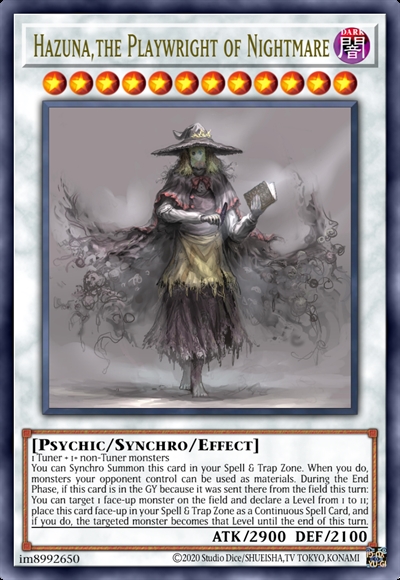 HAZUNA,THE PLAYWRIGHT OF NIGHTMARE
DARK
闇
[PSYCHIC/SYNCHRO/EFFECT]
1 Tuner + 1+ non-Tuner monsters
You can Synchro Summon this card in your Spell & Trap Zone. When you do,
monsters your opponent control can be used as materials. During the End
Phase, if this card is in the GY because it was sent there from the field this turn:
You can target 1 face-up monster on the field and declare a Level from 1 to 11;
place this card face-up in your Spell & Trap Zone as a Continuous Spell Card, and
if you do, the targeted monster becomes that Level until the end of this turn.
ATK/2900 DEF/2100
im8992650
©2020 Studio Dice/SHUEISHA,TV TOKYO,KONAMI